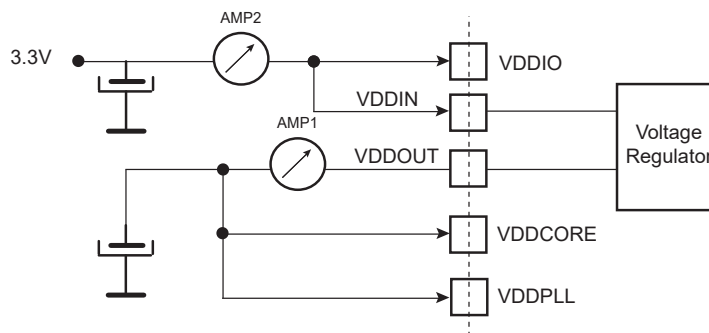 AMP2
3.3V
VDDIO
VDDIN
AMP1
VDDOUT
Voltage
Regulator
VDDCORE
VDDPLL